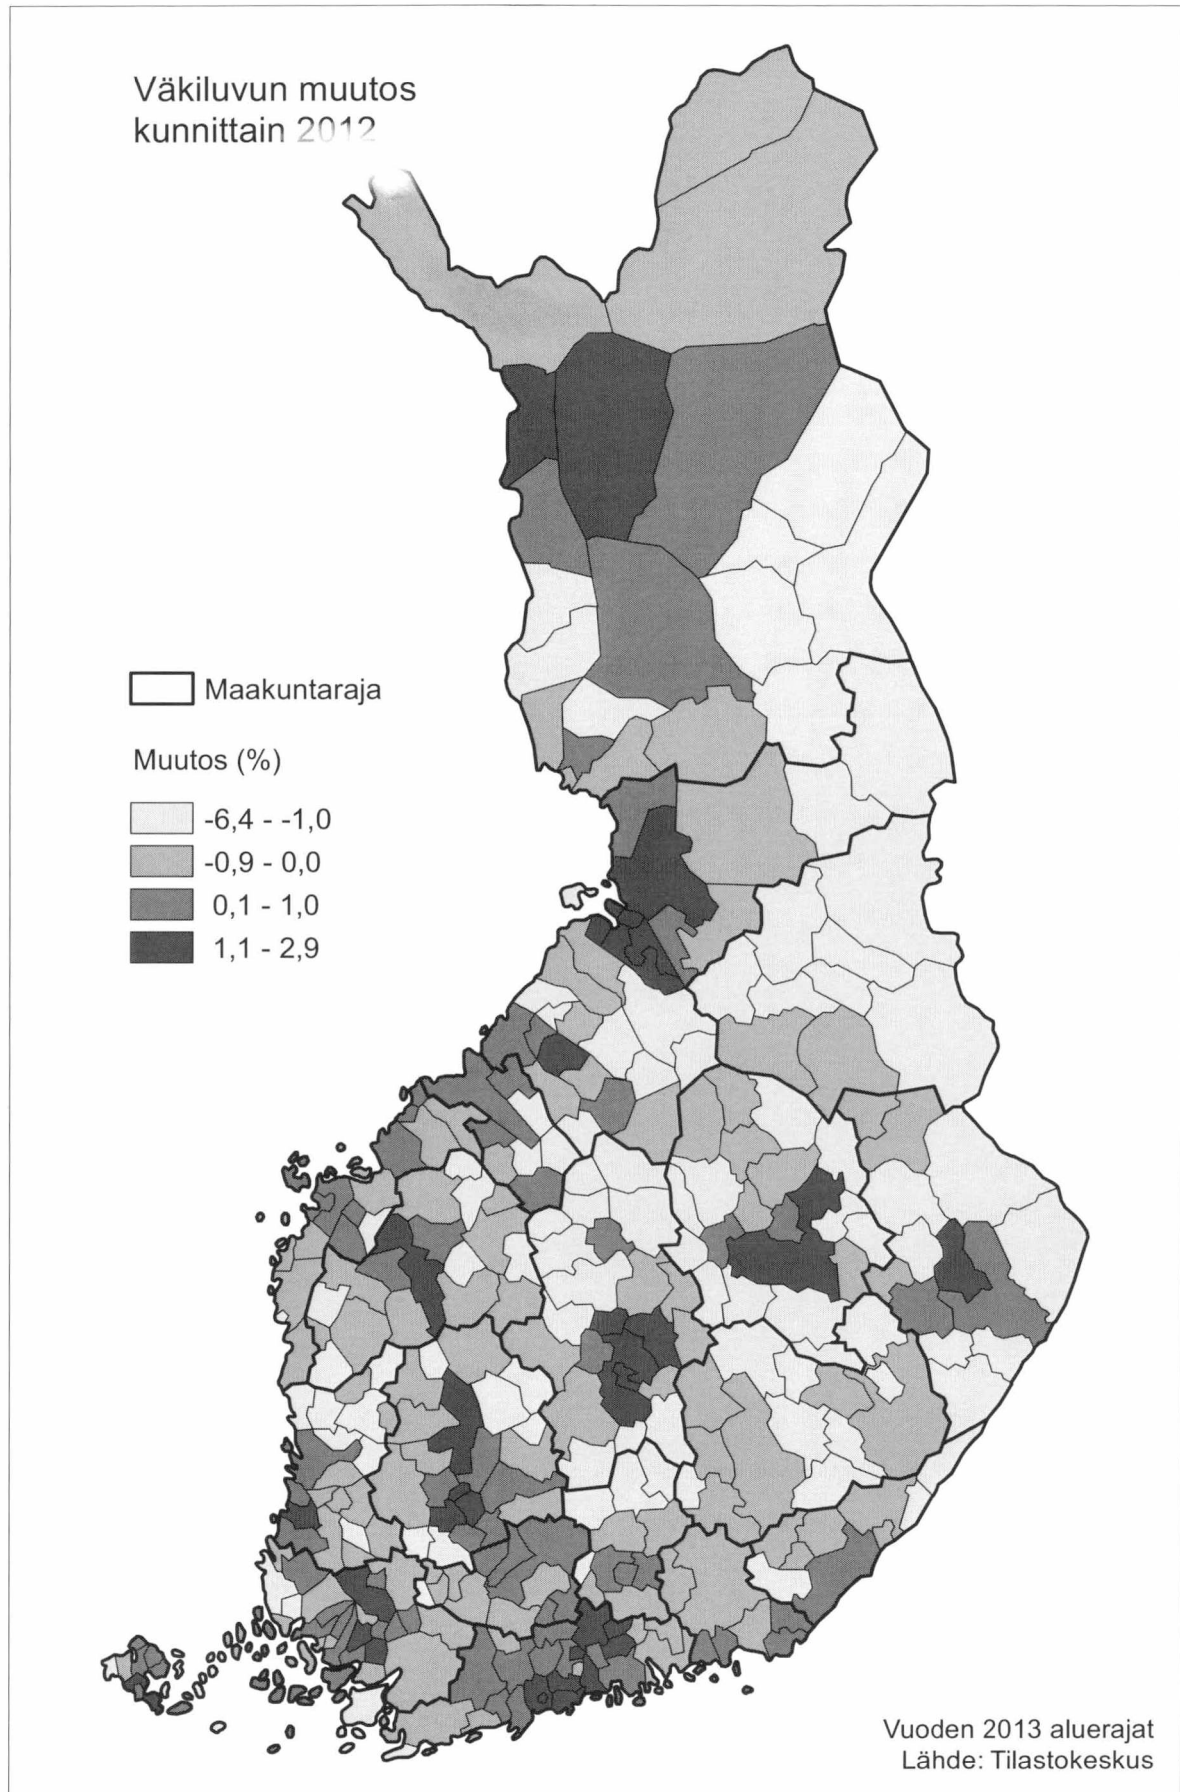 Väkiluvun muutos
kunnittain 2012
Maakuntaraja
Muutos (%)
-6,4 - -1,0
-0,9 - 0,0
0,1 - 1,0
1,1 - 2,9
Vuoden 2013 aluerajat
Lähde: Tilastokeskus